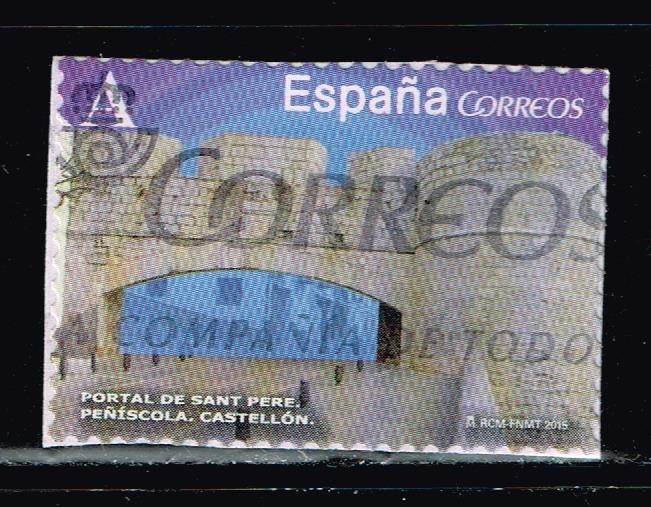 A España CORREOS
CORREOS
A COMPAÑÍA DE TODO
PORTAL DE SANT PERE.
PEÑÍSCOLA. CASTELLÓN.
RCM-FNMT 2015